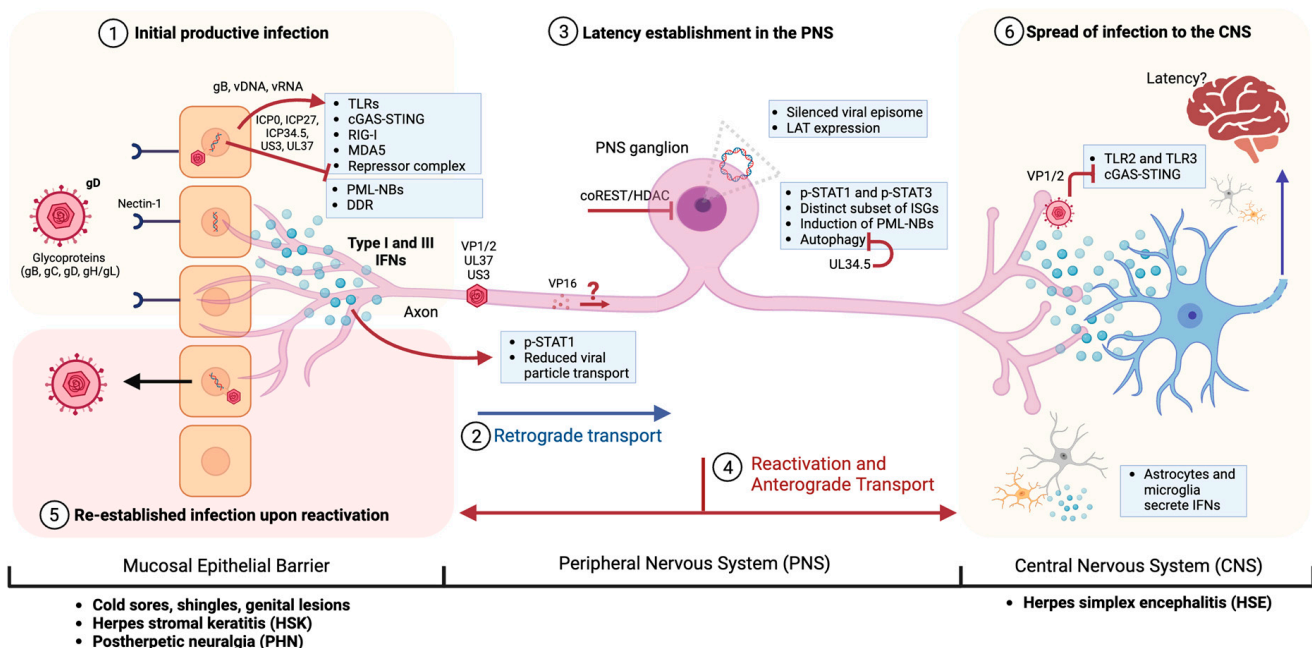 1 Initial productive infection
gB, vDNA, vRNA
ICP0, ICP27,
ICP34.5,
US3, UL37
• TLRs
• cGAS-STING
• RIG-I
• MDA5
• Repressor complex
• PML-NBs
• DDR
gD
Nectin-1
Glycoproteins
(gB, gC, gD, gH/gL)
Type I and III
IFNs
VP1/2
UL37
US3
Axon
• p-STAT1
• Reduced viral
particle transport
2 Retrograde transport
3 Latency establishment in the PNS
• Silenced viral episome
• LAT expression
PNS ganglion
coREST/HDAC
• p-STAT1 and p-STAT3
• Distinct subset of ISGs
• Induction of PML-NBs
• Autophagy
UL34.5
VP16
?
4 Reactivation and
Anterograde Transport
5 Re-established infection upon reactivation
6 Spread of infection to the CNS
Latency?
• TLR2 and TLR3
cGAS-STING
VP1/2
• Astrocytes and
microglia
secrete IFNs
Mucosal Epithelial Barrier
Peripheral Nervous System (PNS)
Central Nervous System (CNS)
• Cold sores, shingles, genital lesions
• Herpes stromal keratitis (HSK)
• Postherpetic neuralgia (PHN)
• Herpes simplex encephalitis (HSE)